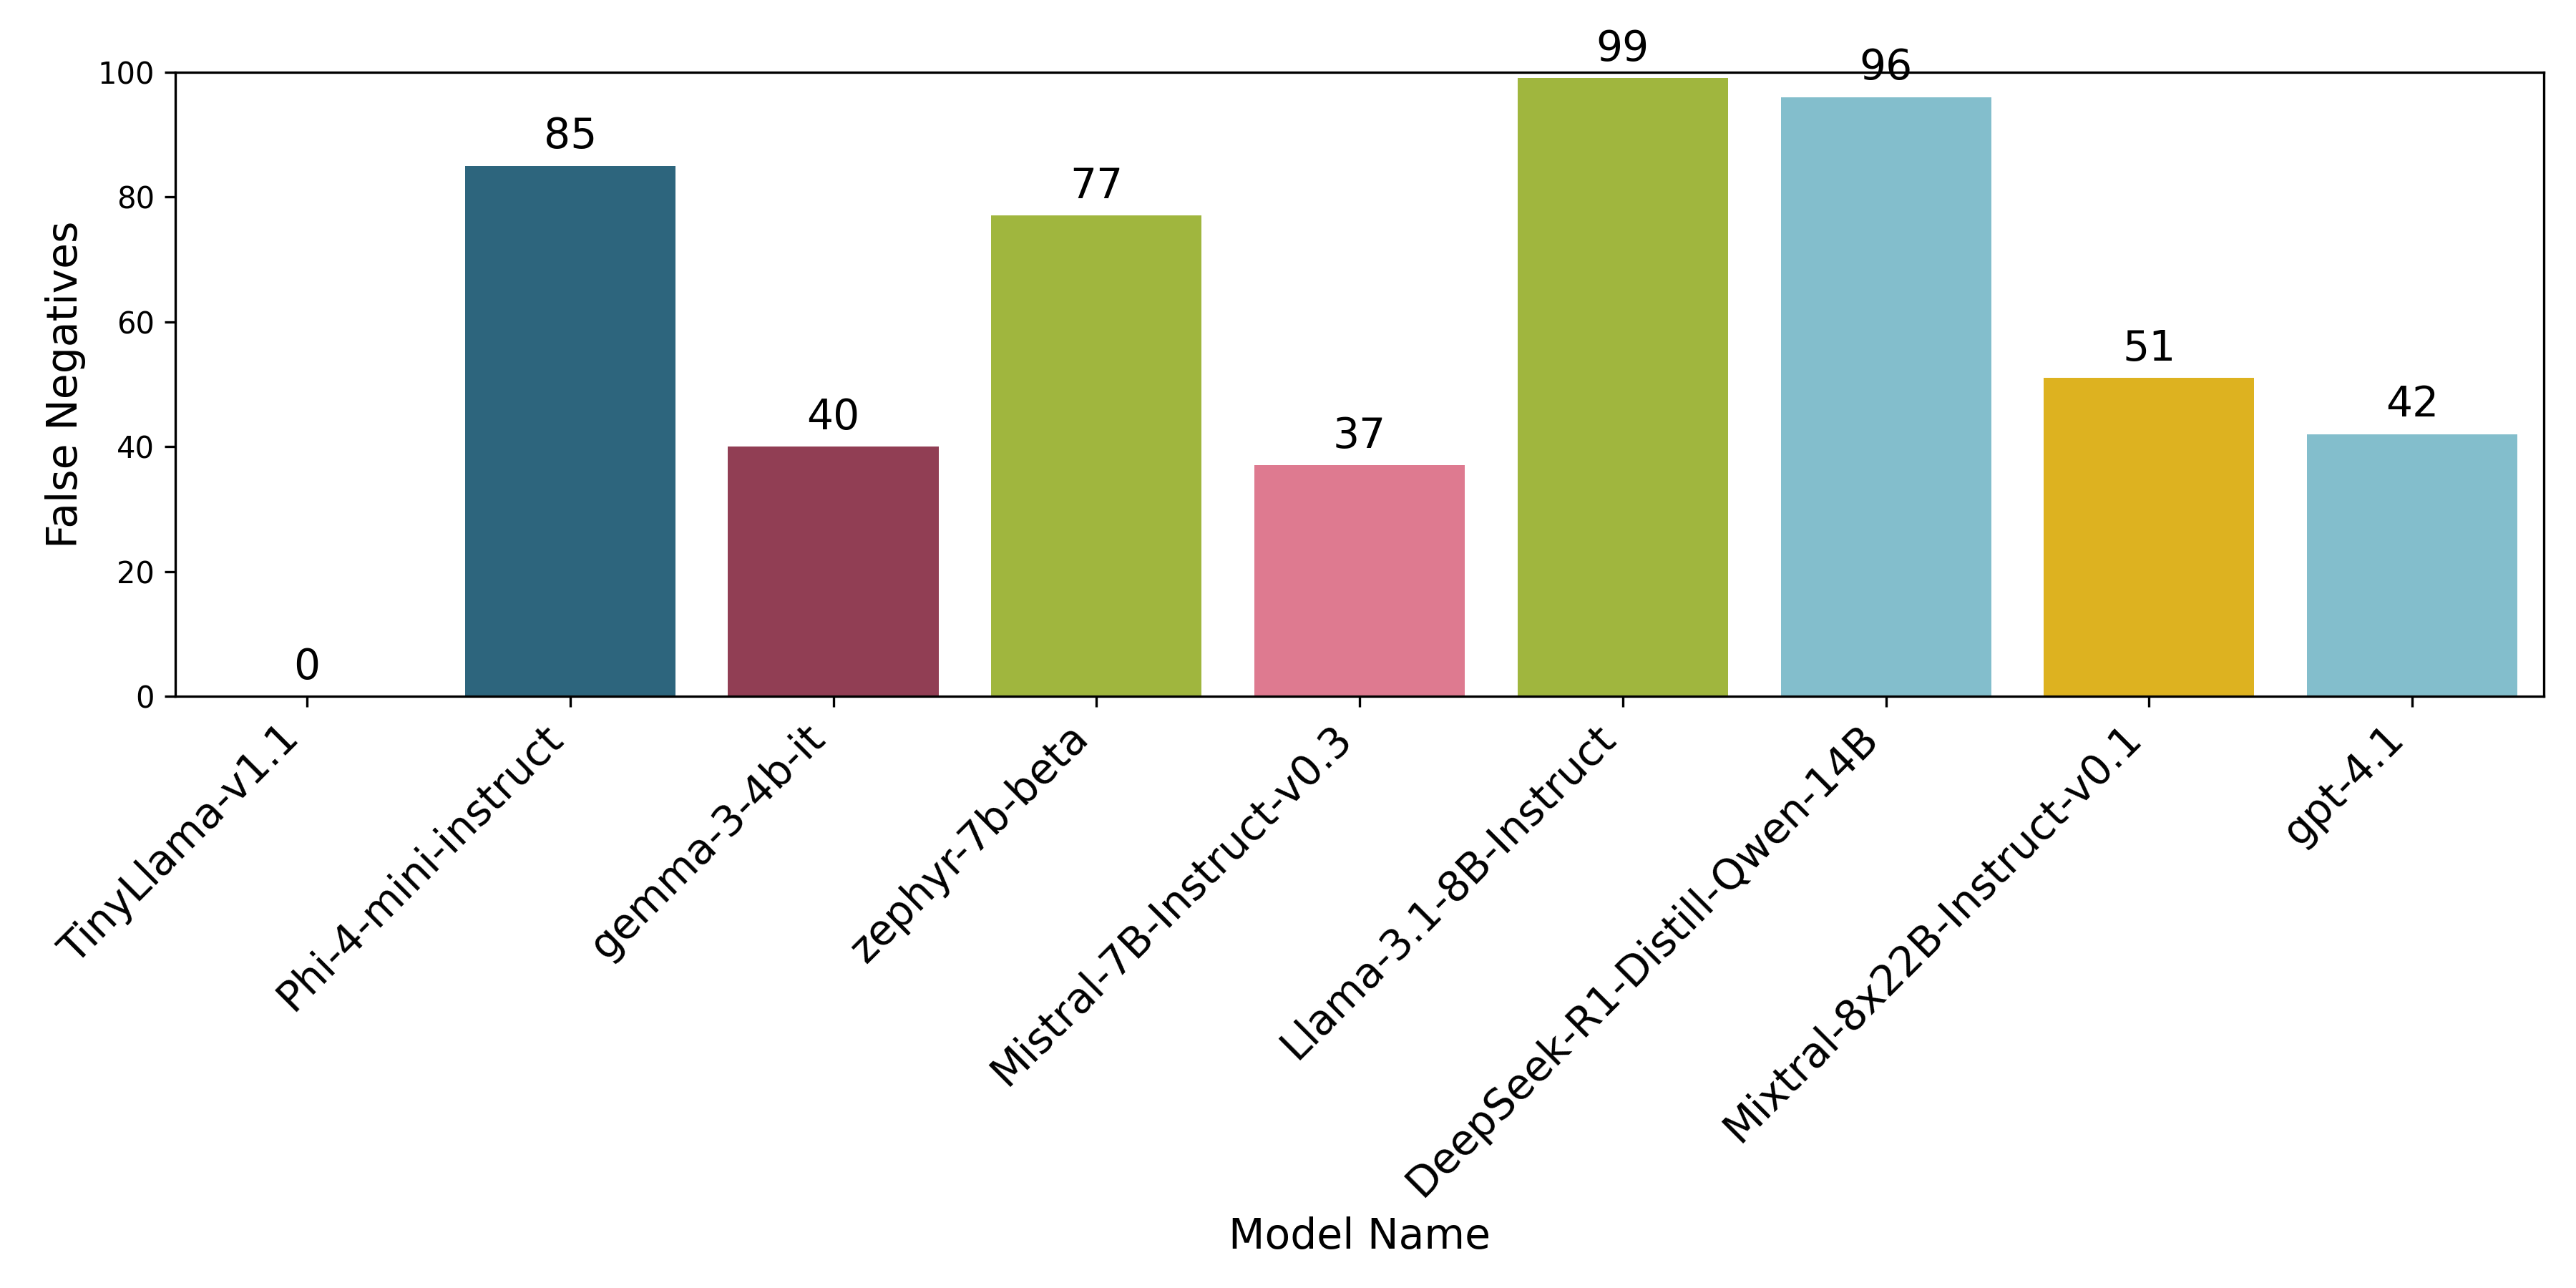 99
96
100
85
80
77
60
51
42
40
40
37
20
0
0
False Negatives
TinyLlama-v1.1
Phi-4-mini-instruct
gemma-3-4b-it
zephyr-7b-beta
Mistral-7B-Instruct-v0.3
Llama-3.1-8B-Instruct
DeepSeek-R1-Distill-Qwen-14B
Mixtral-8x22B-Instruct-v0.1
gpt-4.1
Model Name